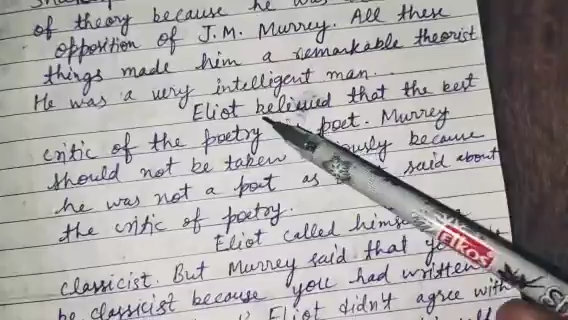 of theory because he was
opposition of J.M. Murrey. All these
things made him a remarkable theorist
He was a very intelligent man...
Eliot believed that the best
critic of the poetry poet. Murrey
should not be taken because
he was not a poet as said about
the critic of poetry.
Eliot called
classicist. But Murrey said that
be classicist because you had written
Eliot didn't agree with